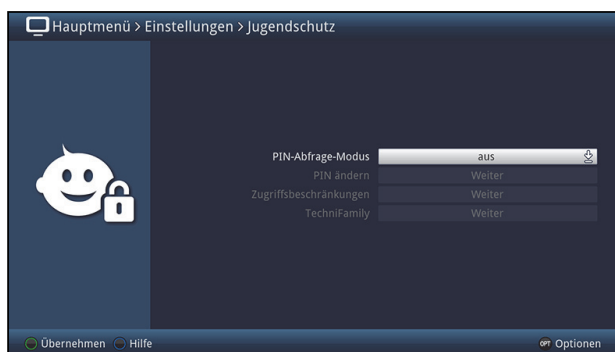 Hauptmenü > Einstellungen > Jugendschutz
PIN-Abfrage-Modus aus
PIN ändern Weiter
Zugriffsbeschränkungen Weiter
TechniFamily Weiter
Übernehmen Hilfe OPT Optionen